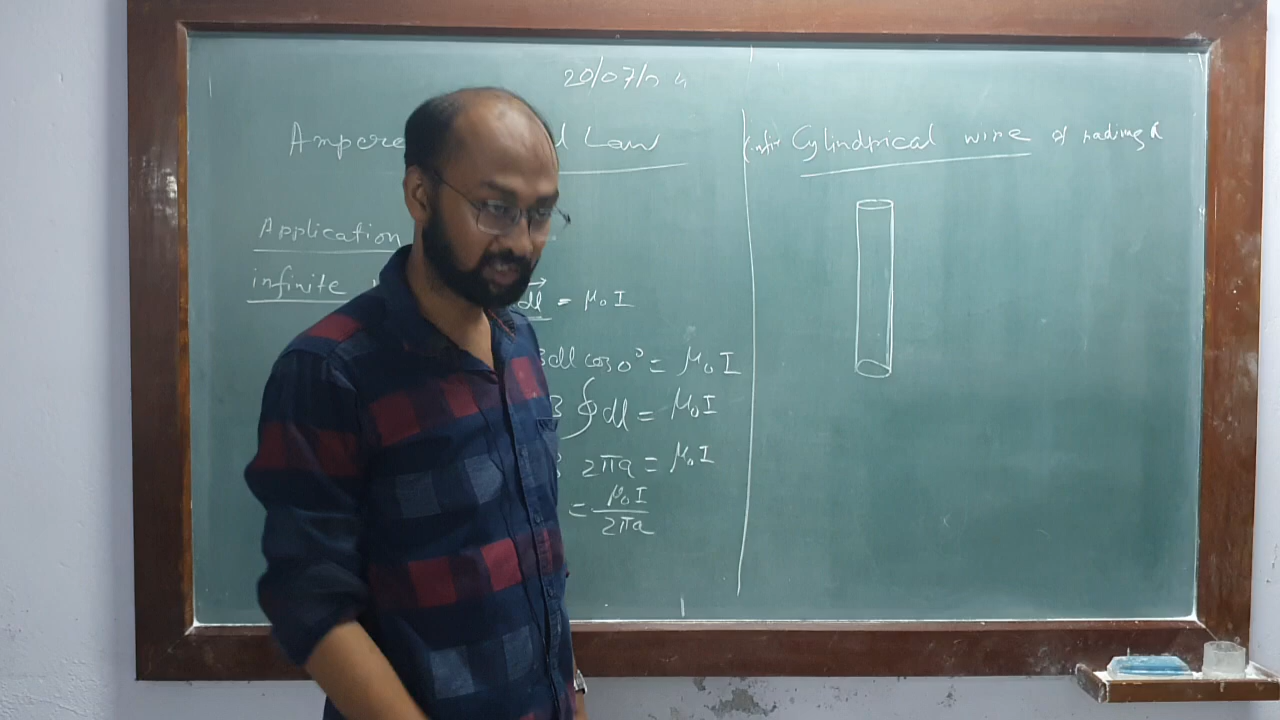 20/07/2
Ampere d Law
Application
infinite
dl = μ₀I
Bdl cos0° = μ₀I
B ∮dl = μ₀I
2πa = μ₀I
= μ₀I
2πa
Cylindrical wire of radius R